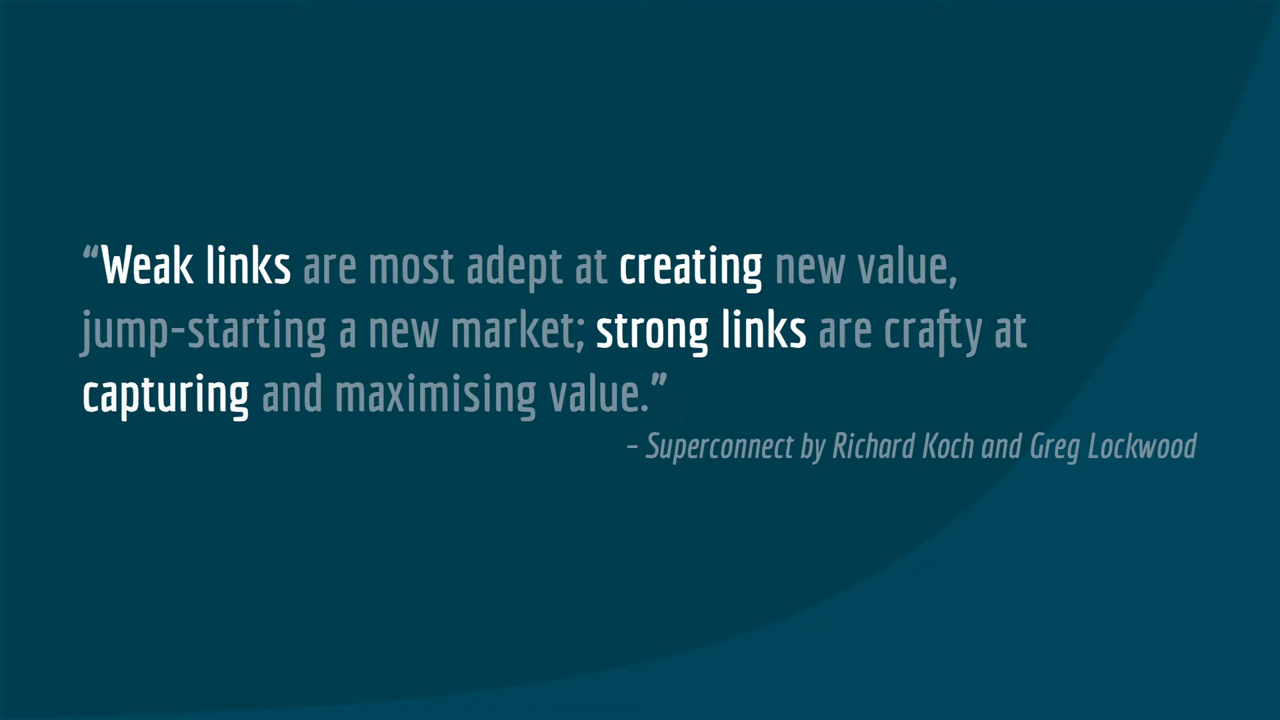 “Weak links are most adept at creating new value,
jump-starting a new market; strong links are crafty at
capturing and maximising value.”
– Superconnect by Richard Koch and Greg Lockwood